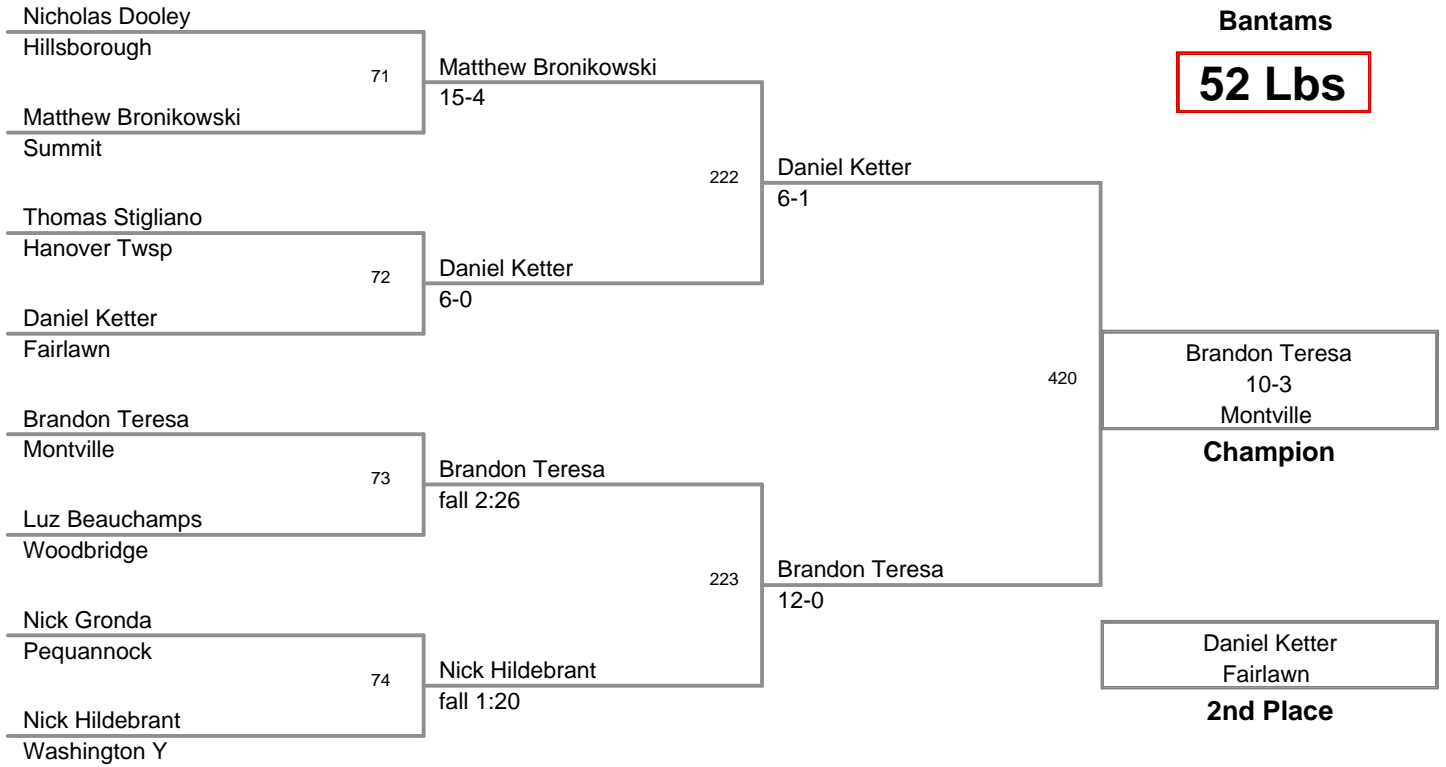 Nicholas Dooley
Hillsborough
71
Matthew Bronikowski
Summit
Matthew Bronikowski
15-4
Thomas Stigliano
Hanover Twsp
72
Daniel Ketter
Fairlawn
Daniel Ketter
6-0
222
Daniel Ketter
6-1
Brandon Teresa
Montville
73
Luz Beauchamps
Woodbridge
Brandon Teresa
fall 2:26
Nick Gronda
Pequannock
74
Nick Hildebrant
Washington Y
Nick Hildebrant
fall 1:20
223
Brandon Teresa
12-0
420
Bantams
52 Lbs
Brandon Teresa
10-3
Montville
Champion
Daniel Ketter
Fairlawn
2nd Place